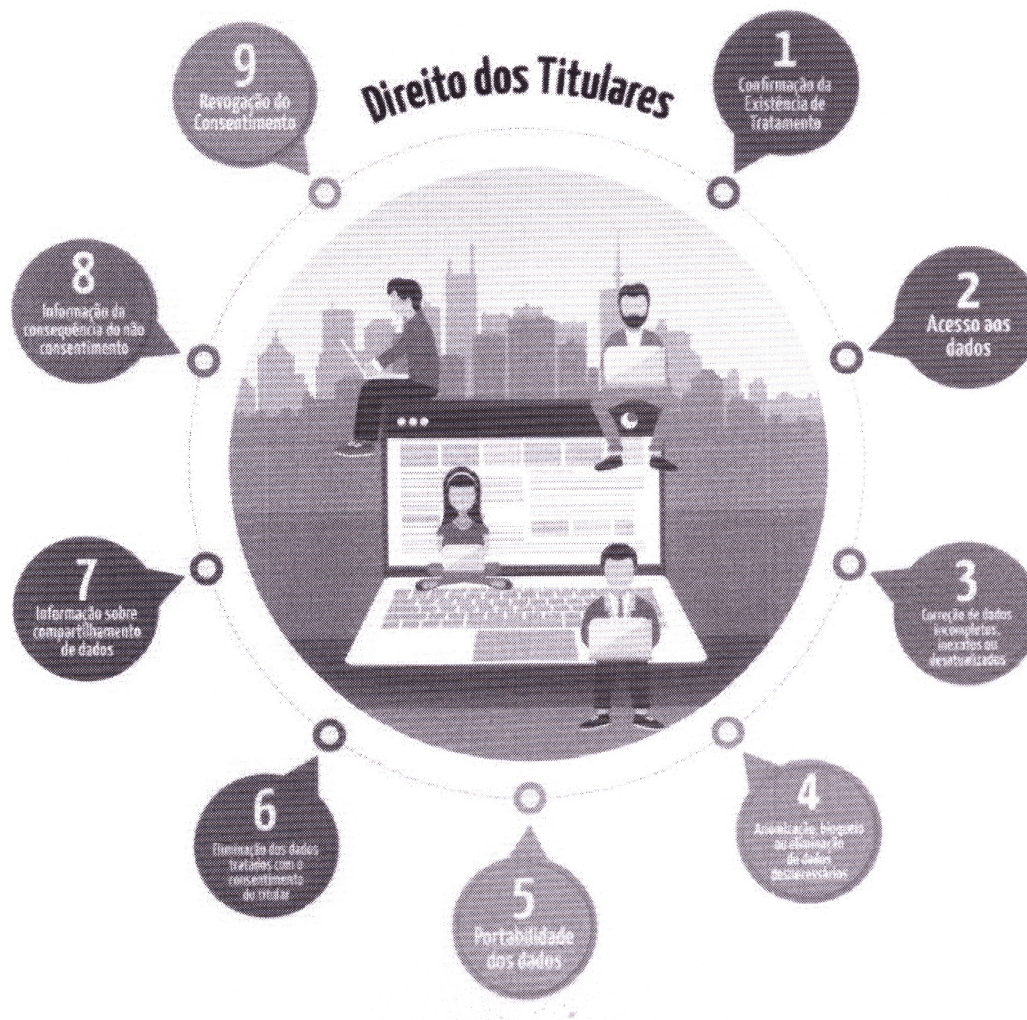 Direito dos Titulares
1
Confirmação da
Existência de
Tratamento
2
Acesso aos
dados
3
Correção de dados
incompletos,
inexatos ou
desatualizados
4
Anonimização, bloqueio
ou eliminação
de dados
desnecessários
5
Portabilidade
dos dados
6
Eliminação dos dados
tratados com o
consentimento
do titular
7
Informação sobre
compartilhamento
de dados
8
Informação da
consequência do não
consentimento
9
Revogação do
Consentimento